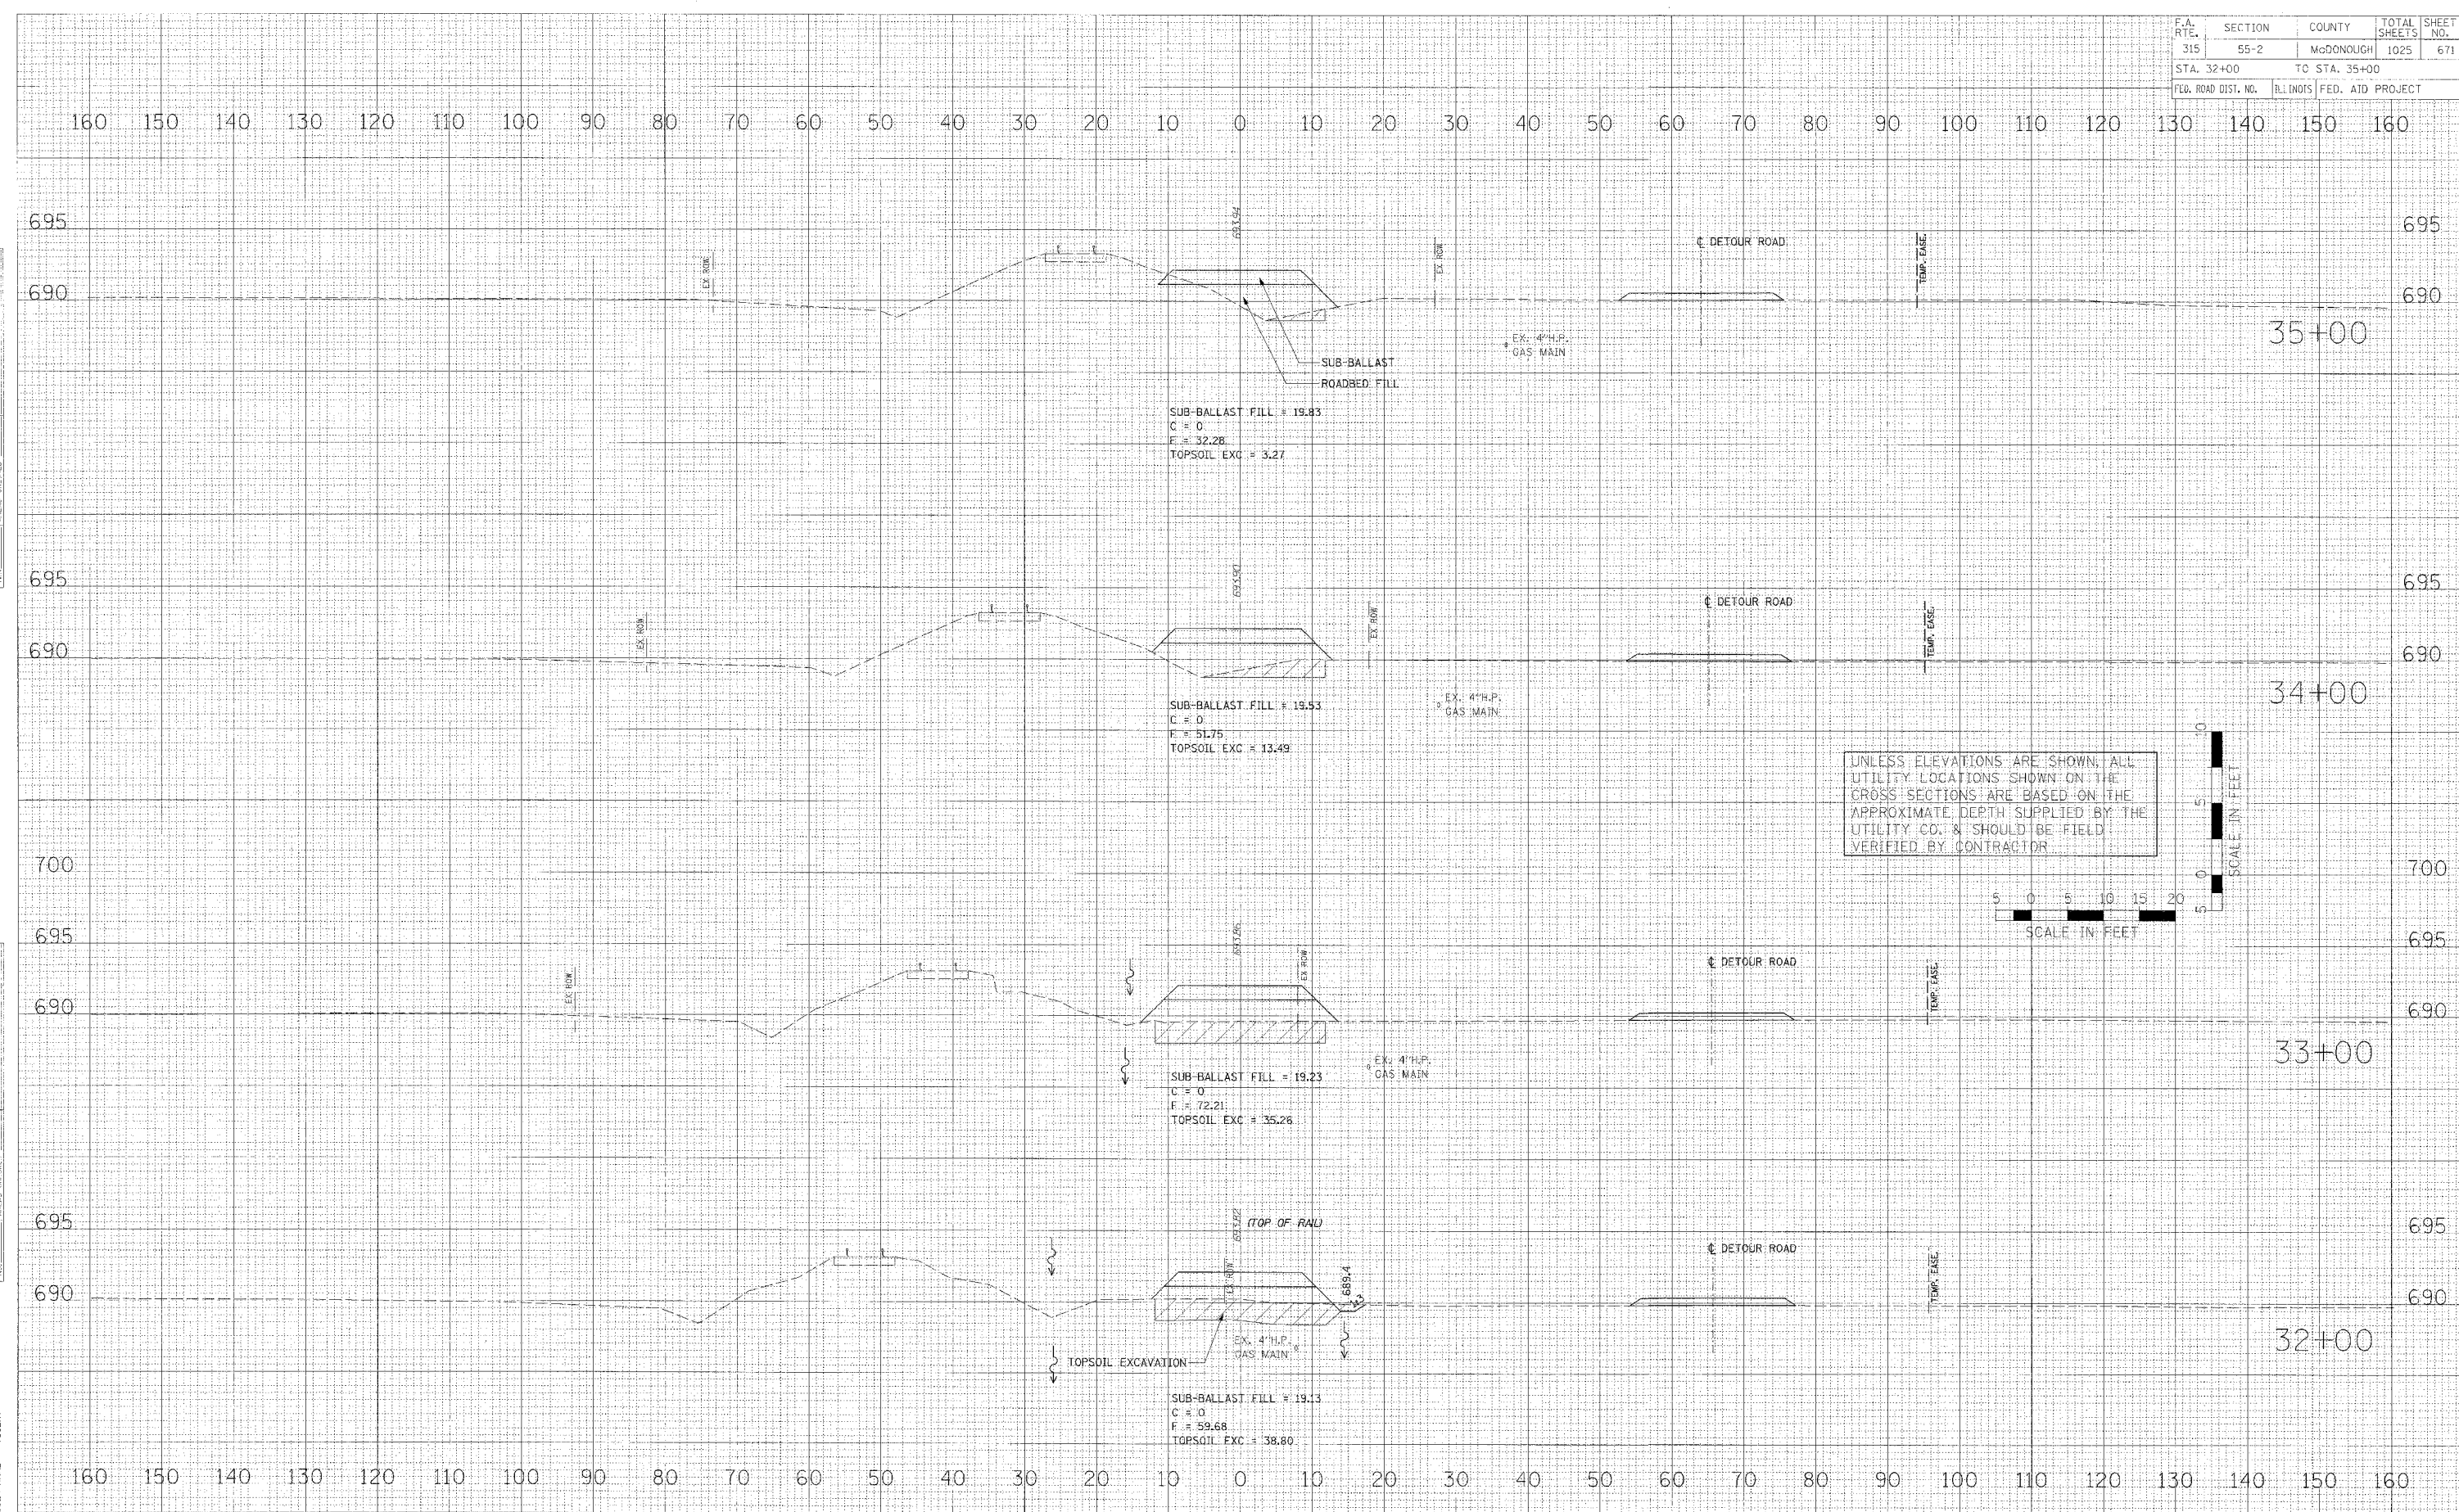 F.A. RTE. SECTION COUNTY TOTAL SHEETS SHEET NO.
315 55-2 McDONOUGH 1025 671
STA. 32+00 TO STA. 35+00
FED. ROAD DIST. NO. ILLINOIS FED. AID PROJECT
160 150 140 130 120 110 100 90 80 70 60 50 40 30 20 10 0 10 20 30 40 50 60 70 80 90 100 110 120 130 140 150 160
693.94
695 695
EX ROW EX ROW ℄ DETOUR ROAD TEMP. EASE.
690 690
35+00
EX. 4"H.P.
GAS MAIN
SUB-BALLAST
ROADBED FILL
SUB-BALLAST FILL = 19.83
C = 0
F = 32.28
TOPSOIL EXC = 3.27
693.90
695 695
EX ROW EX ROW ℄ DETOUR ROAD TEMP. EASE.
690 690
34+00
EX. 4"H.P.
GAS MAIN
SUB-BALLAST FILL = 19.53
C = 0
F = 51.75
TOPSOIL EXC = 13.49
UNLESS ELEVATIONS ARE SHOWN, ALL
UTILITY LOCATIONS SHOWN ON THE
CROSS SECTIONS ARE BASED ON THE
APPROXIMATE DEPTH SUPPLIED BY THE
UTILITY CO. & SHOULD BE FIELD
VERIFIED BY CONTRACTOR
10
5
0
5
SCALE IN FEET
5 0 5 10 15 20
SCALE IN FEET
700 700
693.86
695 695
EX ROW EX ROW ℄ DETOUR ROAD TEMP. EASE.
690 690
33+00
EX. 4"H.P.
GAS MAIN
SUB-BALLAST FILL = 19.23
C = 0
F = 72.21
TOPSOIL EXC = 35.26
693.82 (TOP OF RAIL)
695 695
EX ROW ℄ DETOUR ROAD TEMP. EASE.
689.4
1:3
690 690
32+00
EX. 4"H.P.
GAS MAIN
TOPSOIL EXCAVATION
SUB-BALLAST FILL = 19.13
C = 0
F = 59.68
TOPSOIL EXC = 38.80
160 150 140 130 120 110 100 90 80 70 60 50 40 30 20 10 0 10 20 30 40 50 60 70 80 90 100 110 120 130 140 150 160